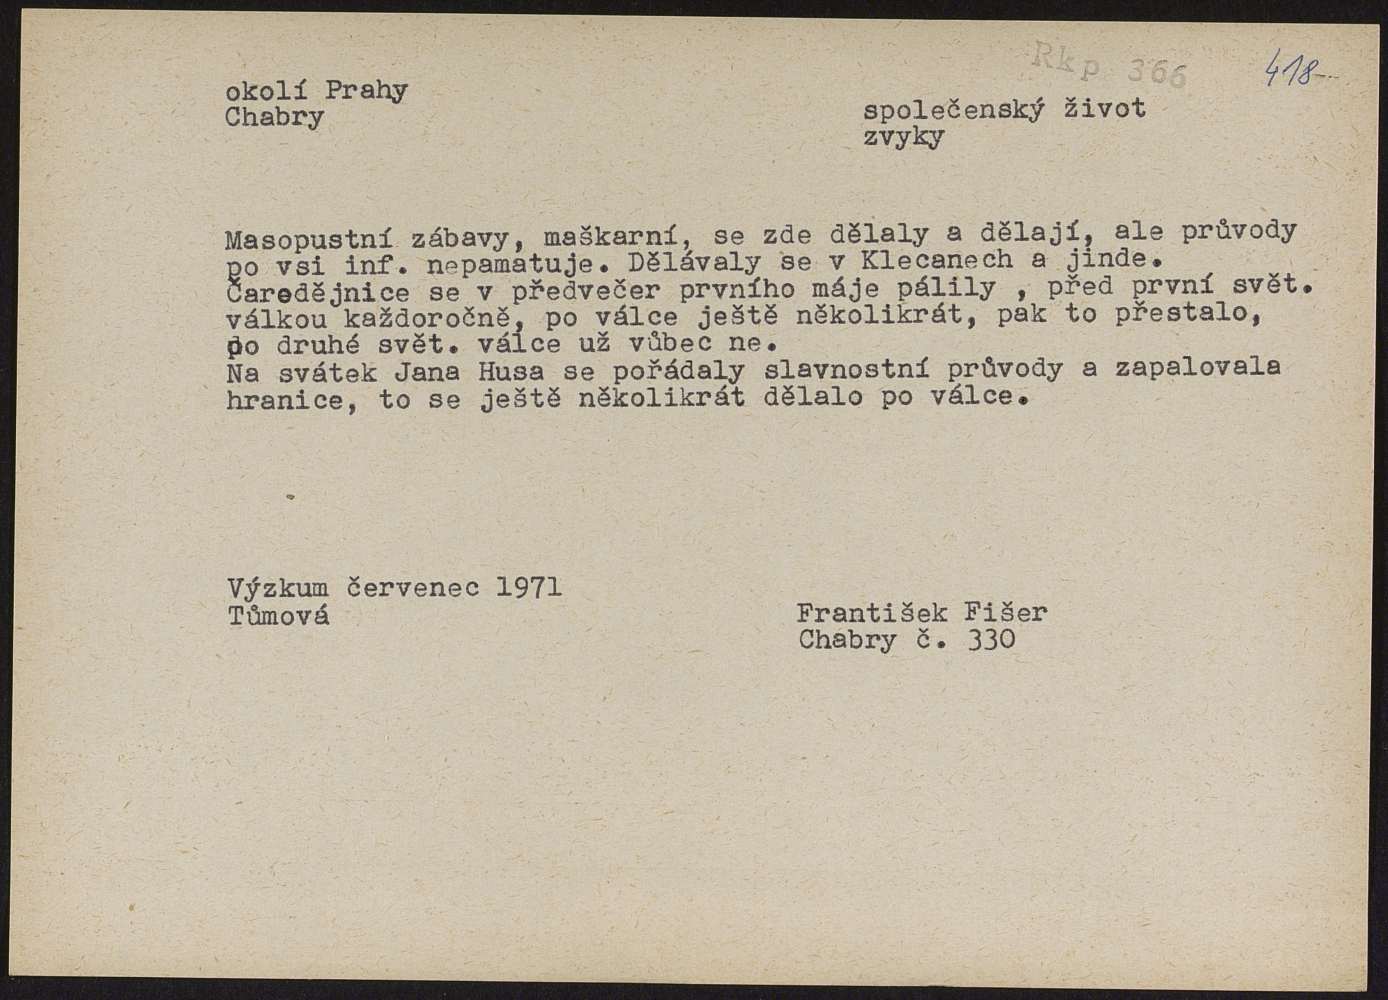 Rkp 366
418
okolí Prahy
Chabry
společenský život
zvyky
Masopustní zábavy, maškarní, se zde dělaly a dělají, ale průvody
po vsi inf. nepamatuje. Dělávaly se v Klecanech a jinde.
Čaredějnice se v předvečer prvního máje pálily , před první svět.
válkou každoročně, po válce ještě několikrát, pak to přestalo,
po druhé svět. válce už vůbec ne.
Na svátek Jana Husa se pořádaly slavnostní průvody a zapalovala
hranice, to se ještě několikrát dělalo po válce.
Výzkum červenec 1971
Tůmová
František Fišer
Chabry č. 330